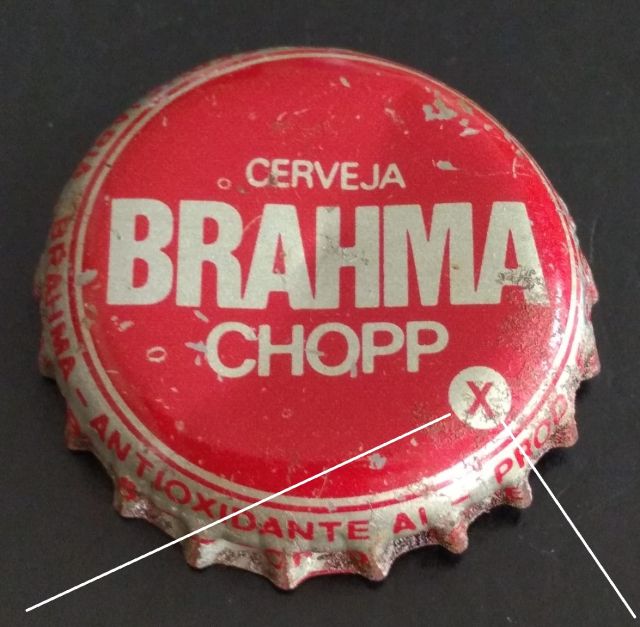 CERVEJA
BRAHMA
CHOPP
X
BRAHMA - ANTIOXIDANTE AI - PROD